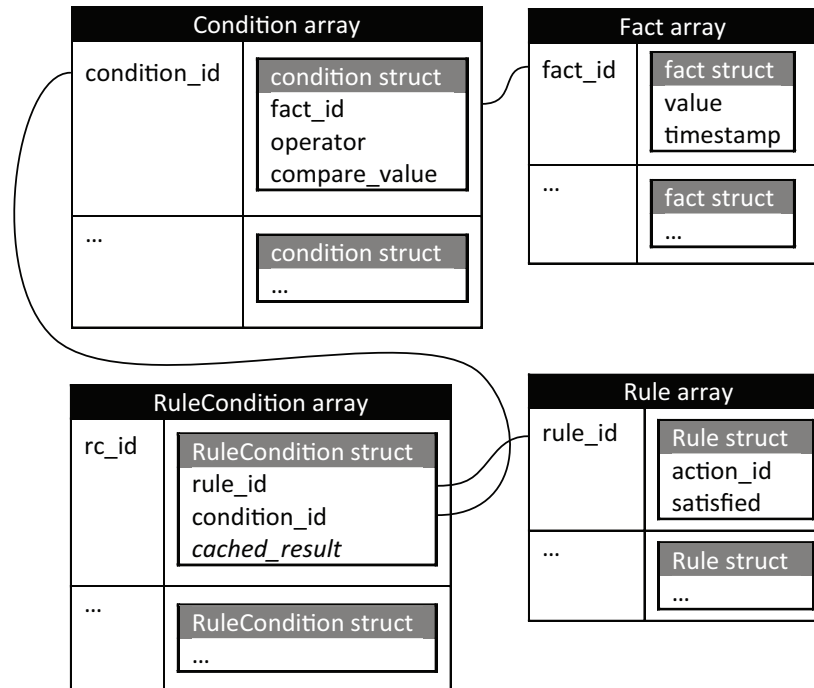 Condition array
condition_id
condition struct
fact_id
operator
compare_value
...
condition struct
...
Fact array
fact_id
fact struct
value
timestamp
...
fact struct
...
RuleCondition array
rc_id
RuleCondition struct
rule_id
condition_id
cached_result
...
RuleCondition struct
...
Rule array
rule_id
Rule struct
action_id
satisfied
...
Rule struct
...